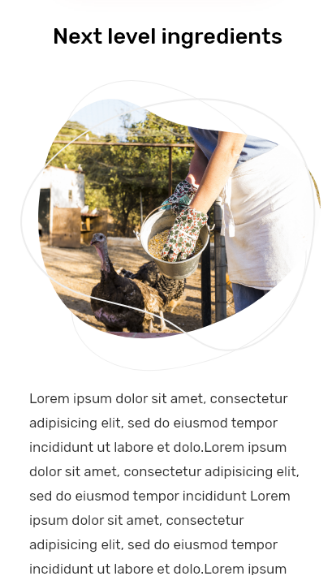 Next level ingredients
Lorem ipsum dolor sit amet, consectetur
adipisicing elit, sed do eiusmod tempor
incididunt ut labore et dolo.Lorem ipsum
dolor sit amet, consectetur adipisicing elit,
sed do eiusmod tempor incididunt Lorem
ipsum dolor sit amet, consectetur
adipisicing elit, sed do eiusmod tempor
incididunt ut labore et dolo.Lorem ipsum